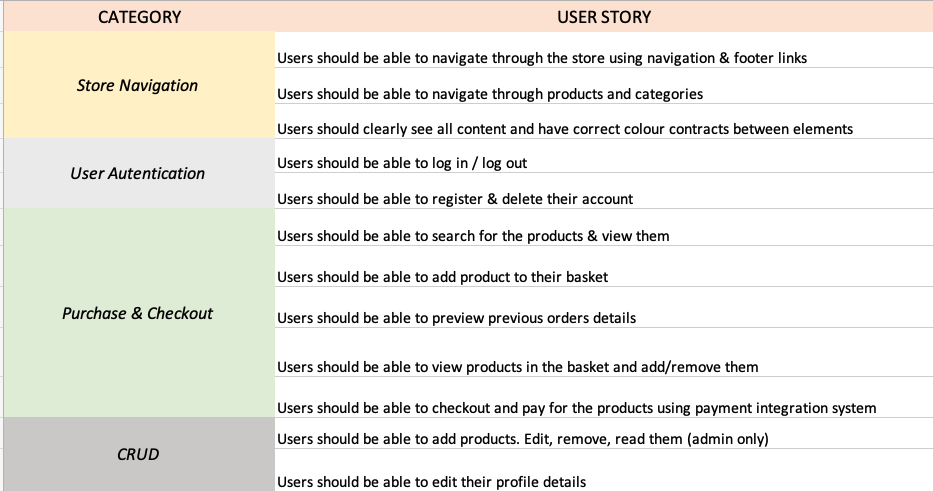 CATEGORY
USER STORY
Store Navigation
Users should be able to navigate through the store using navigation & footer links
Users should be able to navigate through products and categories
Users should clearly see all content and have correct colour contracts between elements
User Autentication
Users should be able to log in / log out
Users should be able to register & delete their account
Purchase & Checkout
Users should be able to search for the products & view them
Users should be able to add product to their basket
Users should be able to preview previous orders details
Users should be able to view products in the basket and add/remove them
Users should be able to checkout and pay for the products using payment integration system
CRUD
Users should be able to add products. Edit, remove, read them (admin only)
Users should be able to edit their profile details